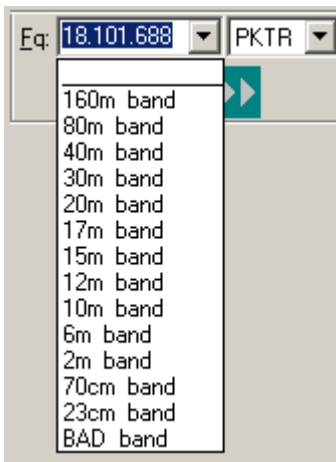 Fq: 18.101.688 PKTR
160m band
80m band
40m band
30m band
20m band
17m band
15m band
12m band
10m band
6m band
2m band
70cm band
23cm band
BAD band